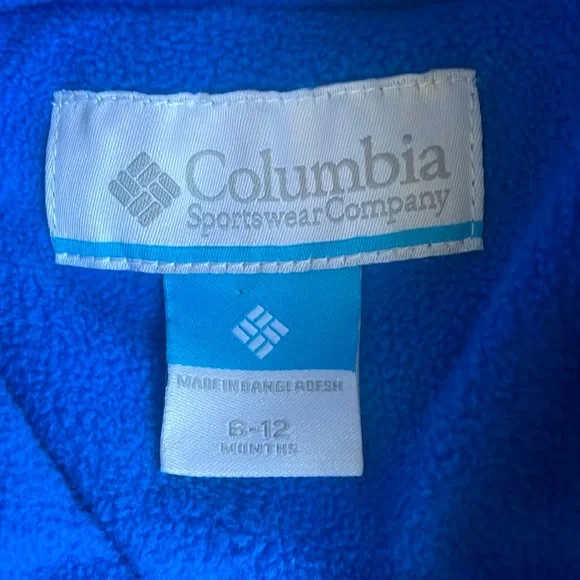 Columbia
Sportswear Company
MADE IN BANGLADESH
6-12
MONTHS